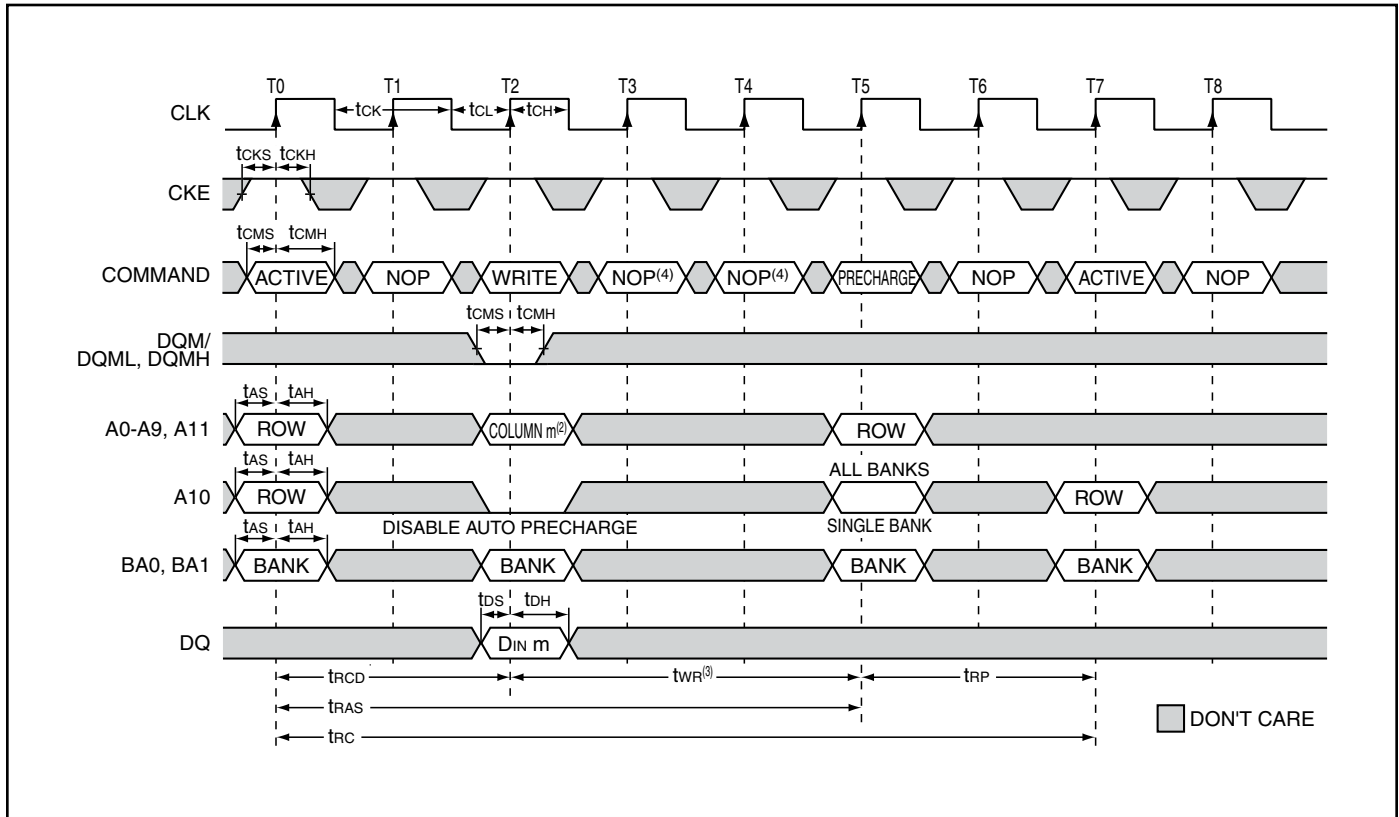 T0 T1 T2 T3 T4 T5 T6 T7 T8
CLK tCK tCL tCH
tCKS tCKH
CKE
tCMS tCMH
COMMAND ACTIVE NOP WRITE NOP(4) NOP(4) PRECHARGE NOP ACTIVE NOP
tCMS tCMH
DQM/
DQML, DQMH
tAS tAH
A0-A9, A11 ROW COLUMN m(2) ROW
tAS tAH ALL BANKS
A10 ROW ROW
tAS tAH DISABLE AUTO PRECHARGE SINGLE BANK
BA0, BA1 BANK BANK BANK BANK
tDS tDH
DQ DIN m
tRCD tWR(3) tRP
tRAS
DON'T CARE
tRC